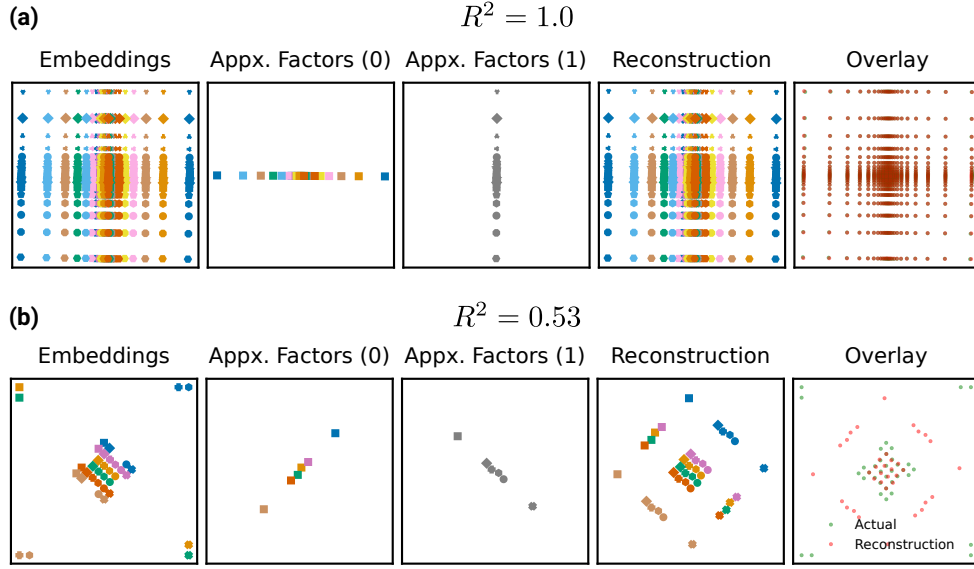 (a)
R² = 1.0
Embeddings
Appx. Factors (0)
Appx. Factors (1)
Reconstruction
Overlay
(b)
R² = 0.53
Embeddings
Appx. Factors (0)
Appx. Factors (1)
Reconstruction
Overlay
Actual
Reconstruction